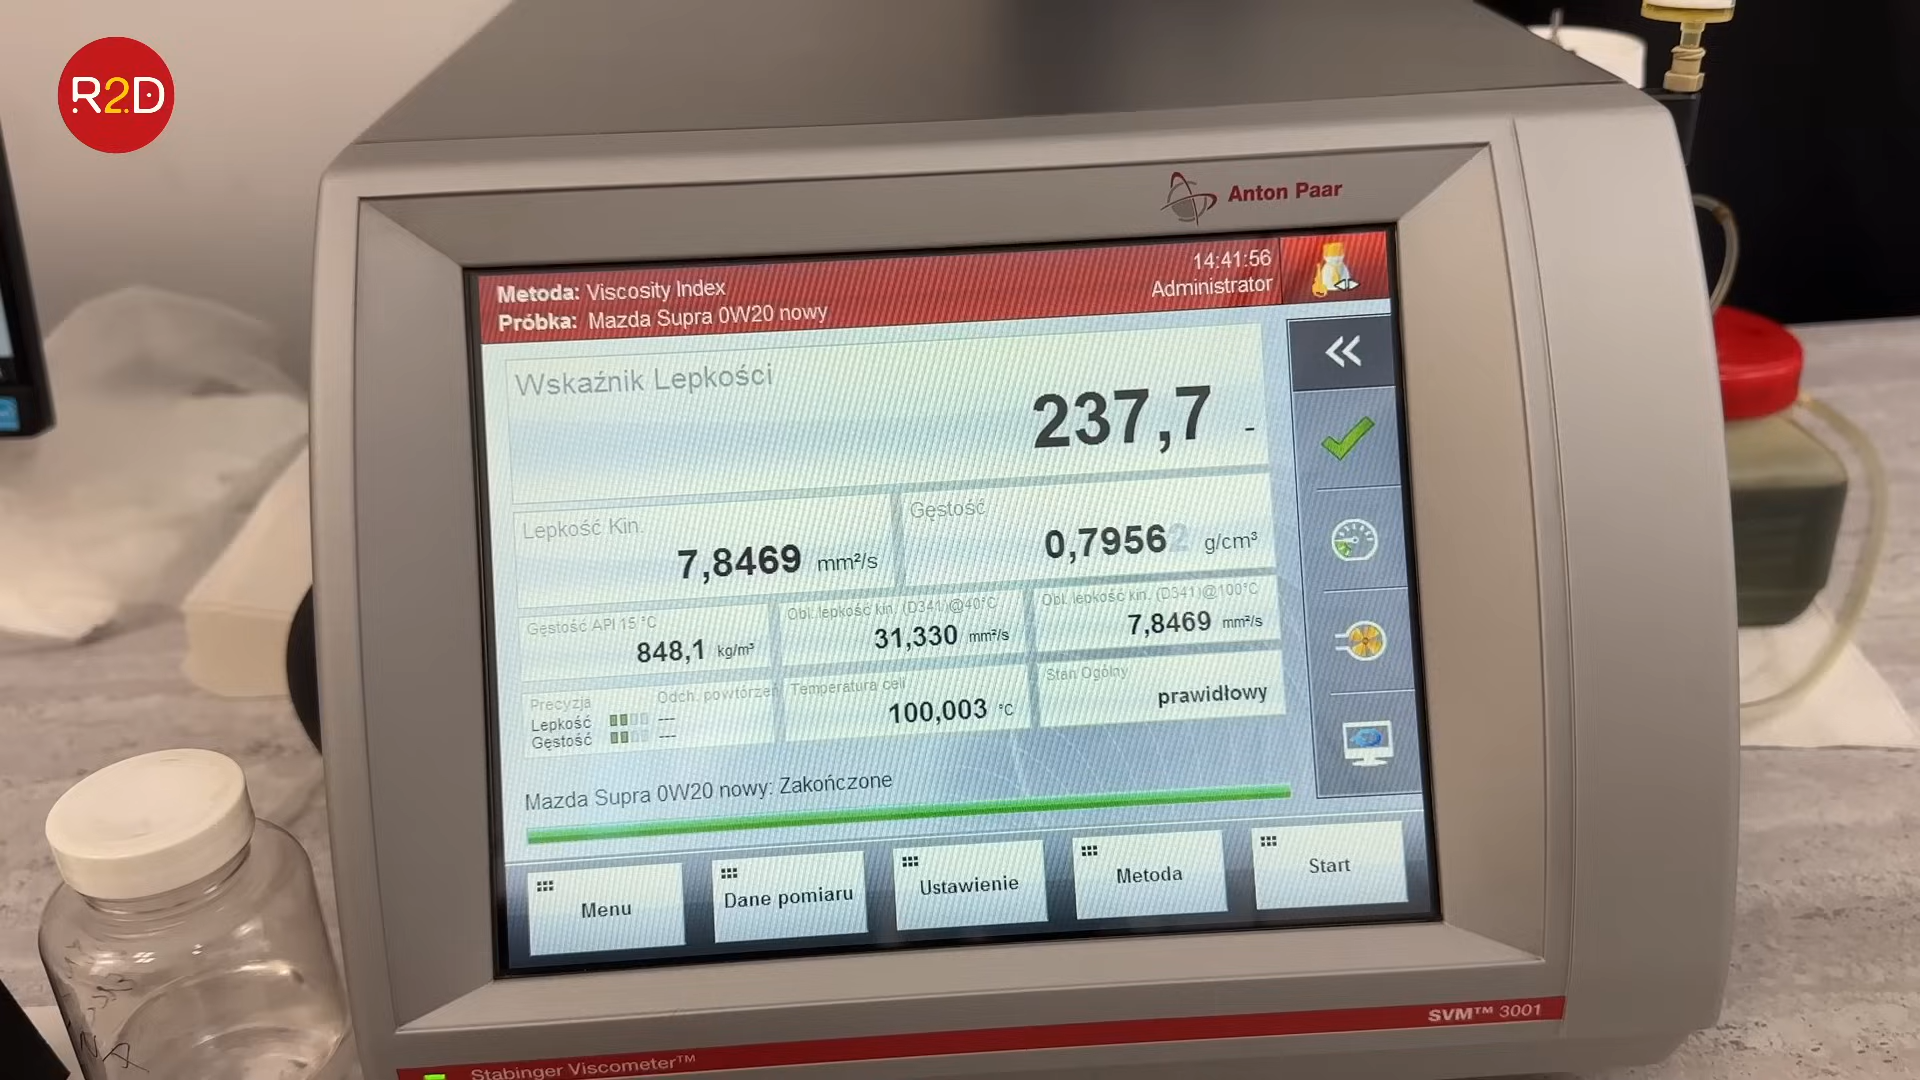 R2D
Anton Paar
Metoda: Viscosity Index
14:41:56
Próbka: Mazda Supra 0W20 nowy
Administrator
Wskaźnik Lepkości
237,7 -
Lepkość Kin.
7,8469 mm²/s
Gęstość
0,79562 g/cm³
Gęstość API 15 °C
848,1 kg/m³
Obl. lepkość kin. (D341)@40°C
31,330 mm²/s
Obl. lepkość kin. (D341)@100°C
7,8469 mm²/s
Precyzja Odch. powtórzeń
Lepkość ---
Gęstość ---
Temperatura celi
100,003 °C
Stan Ogólny
prawidłowy
Mazda Supra 0W20 nowy: Zakończone
Menu
Dane pomiaru
Ustawienie
Metoda
Start
SVM™ 3001
Stabinger Viscometer™